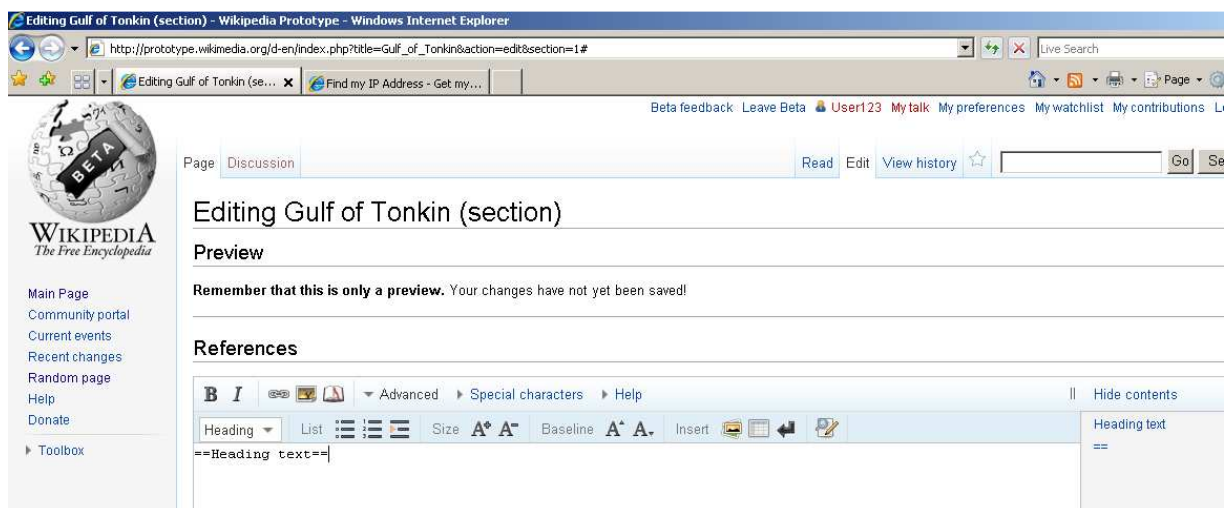 Editing Gulf of Tonkin (section) - Wikipedia Prototype - Windows Internet Explorer
http://prototype.wikimedia.org/d-en/index.php?title=Gulf_of_Tonkin&action=edit&section=1#
Live Search
Editing Gulf of Tonkin (se... Find my IP Address - Get my...
Page
Beta feedback Leave Beta User123 My talk My preferences My watchlist My contributions
BETA
Page Discussion Read Edit View history Go
Editing Gulf of Tonkin (section)
WIKIPEDIA
The Free Encyclopedia
Preview
Remember that this is only a preview. Your changes have not yet been saved!
Main Page
Community portal
Current events
Recent changes
Random page
Help
Donate
Toolbox
References
B I Advanced Special characters Help Hide contents
Heading List Size A A Baseline A A Insert
==Heading text==
Heading text
==